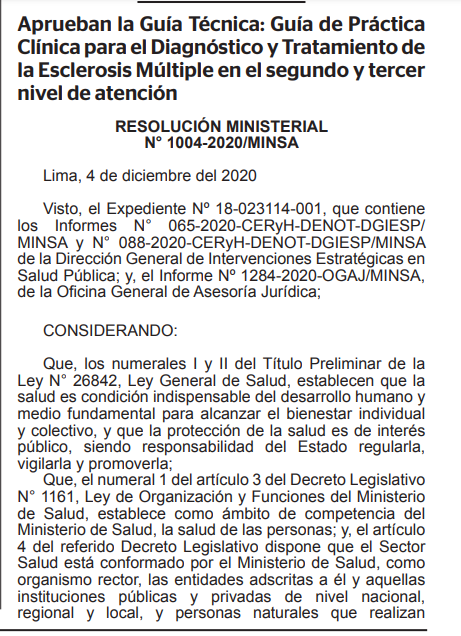 Aprueban la Guía Técnica: Guía de Práctica
Clínica para el Diagnóstico y Tratamiento de
la Esclerosis Múltiple en el segundo y tercer
nivel de atención
RESOLUCIÓN MINISTERIAL
N° 1004-2020/MINSA
Lima, 4 de diciembre del 2020
Visto, el Expediente Nº 18-023114-001, que contiene
los Informes N° 065-2020-CERyH-DENOT-DGIESP/
MINSA y N° 088-2020-CERyH-DENOT-DGIESP/MINSA
de la Dirección General de Intervenciones Estratégicas en
Salud Pública; y, el Informe Nº 1284-2020-OGAJ/MINSA,
de la Oficina General de Asesoría Jurídica;
CONSIDERANDO:
Que, los numerales I y II del Título Preliminar de la
Ley N° 26842, Ley General de Salud, establecen que la
salud es condición indispensable del desarrollo humano y
medio fundamental para alcanzar el bienestar individual
y colectivo, y que la protección de la salud es de interés
público, siendo responsabilidad del Estado regularla,
vigilarla y promoverla;
Que, el numeral 1 del artículo 3 del Decreto Legislativo
N° 1161, Ley de Organización y Funciones del Ministerio
de Salud, establece como ámbito de competencia del
Ministerio de Salud, la salud de las personas; y, el artículo
4 del referido Decreto Legislativo dispone que el Sector
Salud está conformado por el Ministerio de Salud, como
organismo rector, las entidades adscritas a él y aquellas
instituciones públicas y privadas de nivel nacional,
regional y local, y personas naturales que realizan